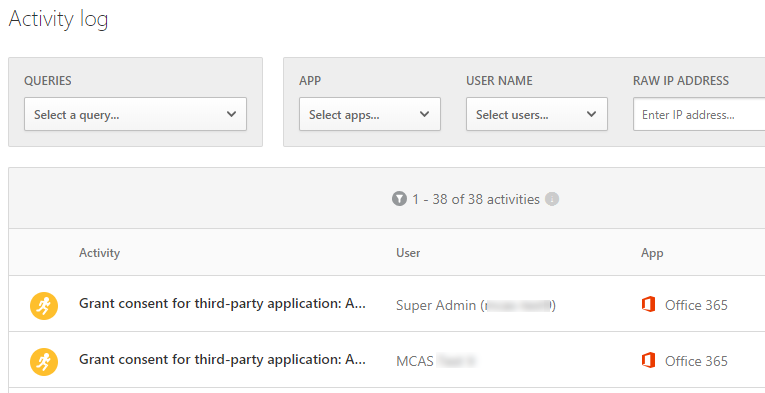 Activity log
QUERIES
Select a query...
APP
Select apps...
USER NAME
Select users...
RAW IP ADDRESS
Enter IP address...
1 - 38 of 38 activities
Activity User App
Grant consent for third-party application: A... Super Admin ( ) Office 365
Grant consent for third-party application: A... MCAS Office 365